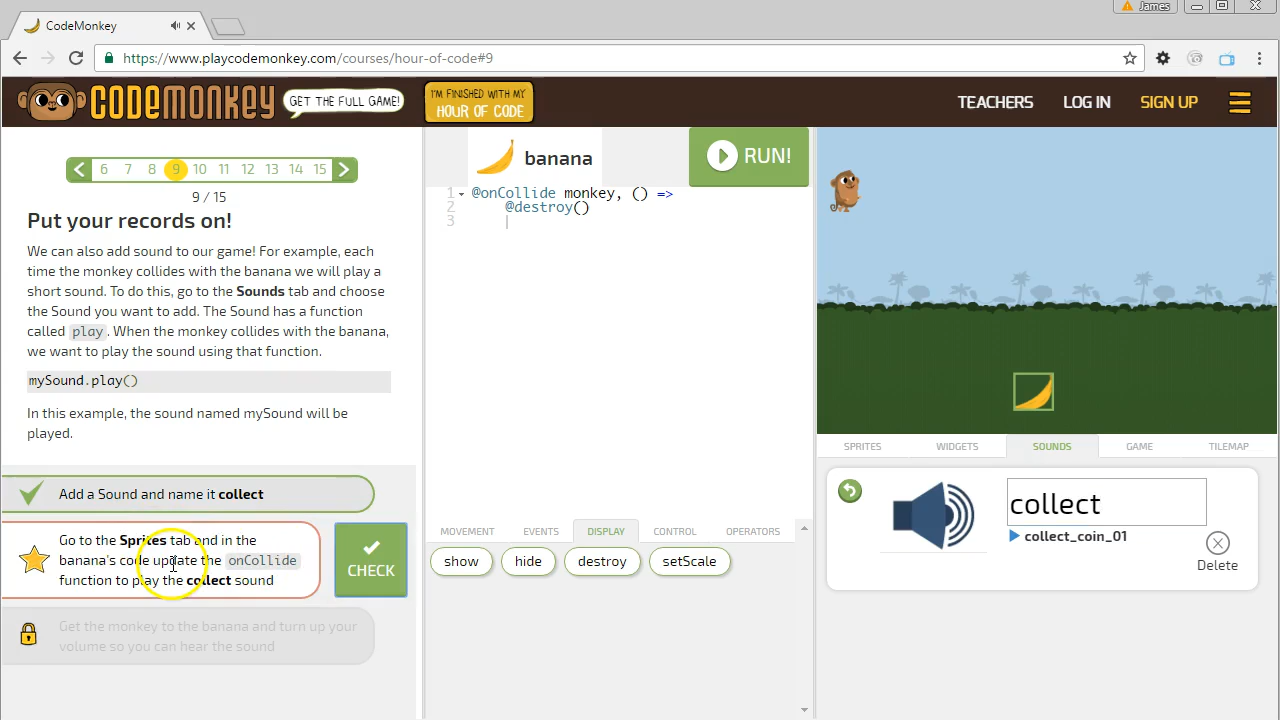 CodeMonkey
James
https://www.playcodemonkey.com/courses/hour-of-code#9
CODEMONKEY
GET THE FULL GAME!
I'M FINISHED WITH MY
HOUR OF CODE
TEACHERS
LOG IN
SIGN UP
6 7 8 9 10 11 12 13 14 15
9 / 15
Put your records on!
We can also add sound to our game! For example, each
time the monkey collides with the banana we will play a
short sound. To do this, go to the Sounds tab and choose
the Sound you want to add. The Sound has a function
called play. When the monkey collides with the banana,
we want to play the sound using that function.
mySound.play()
In this example, the sound named mySound will be
played.
Add a Sound and name it collect
Go to the Sprites tab and in the
banana's code update the onCollide
function to play the collect sound
CHECK
Get the monkey to the banana and turn up your
volume so you can hear the sound
banana
RUN!
1 @onCollide monkey, () =>
2 @destroy()
3
MOVEMENT EVENTS DISPLAY CONTROL OPERATORS
show hide destroy setScale
SPRITES WIDGETS SOUNDS GAME TILEMAP
collect
collect_coin_01
Delete